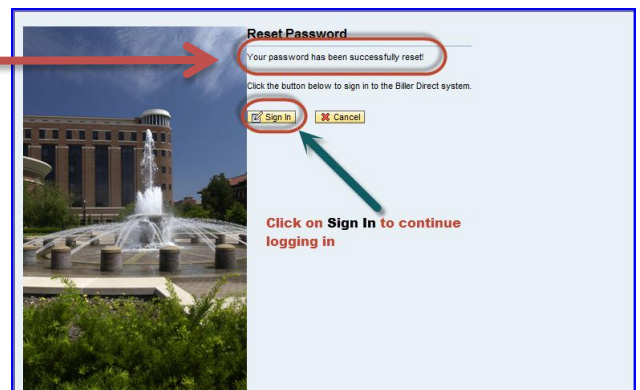 Reset Password
Your password has been successfully reset!
Click the button below to sign in to the Biller Direct system.
Sign In Cancel
Click on Sign In to continue
logging in